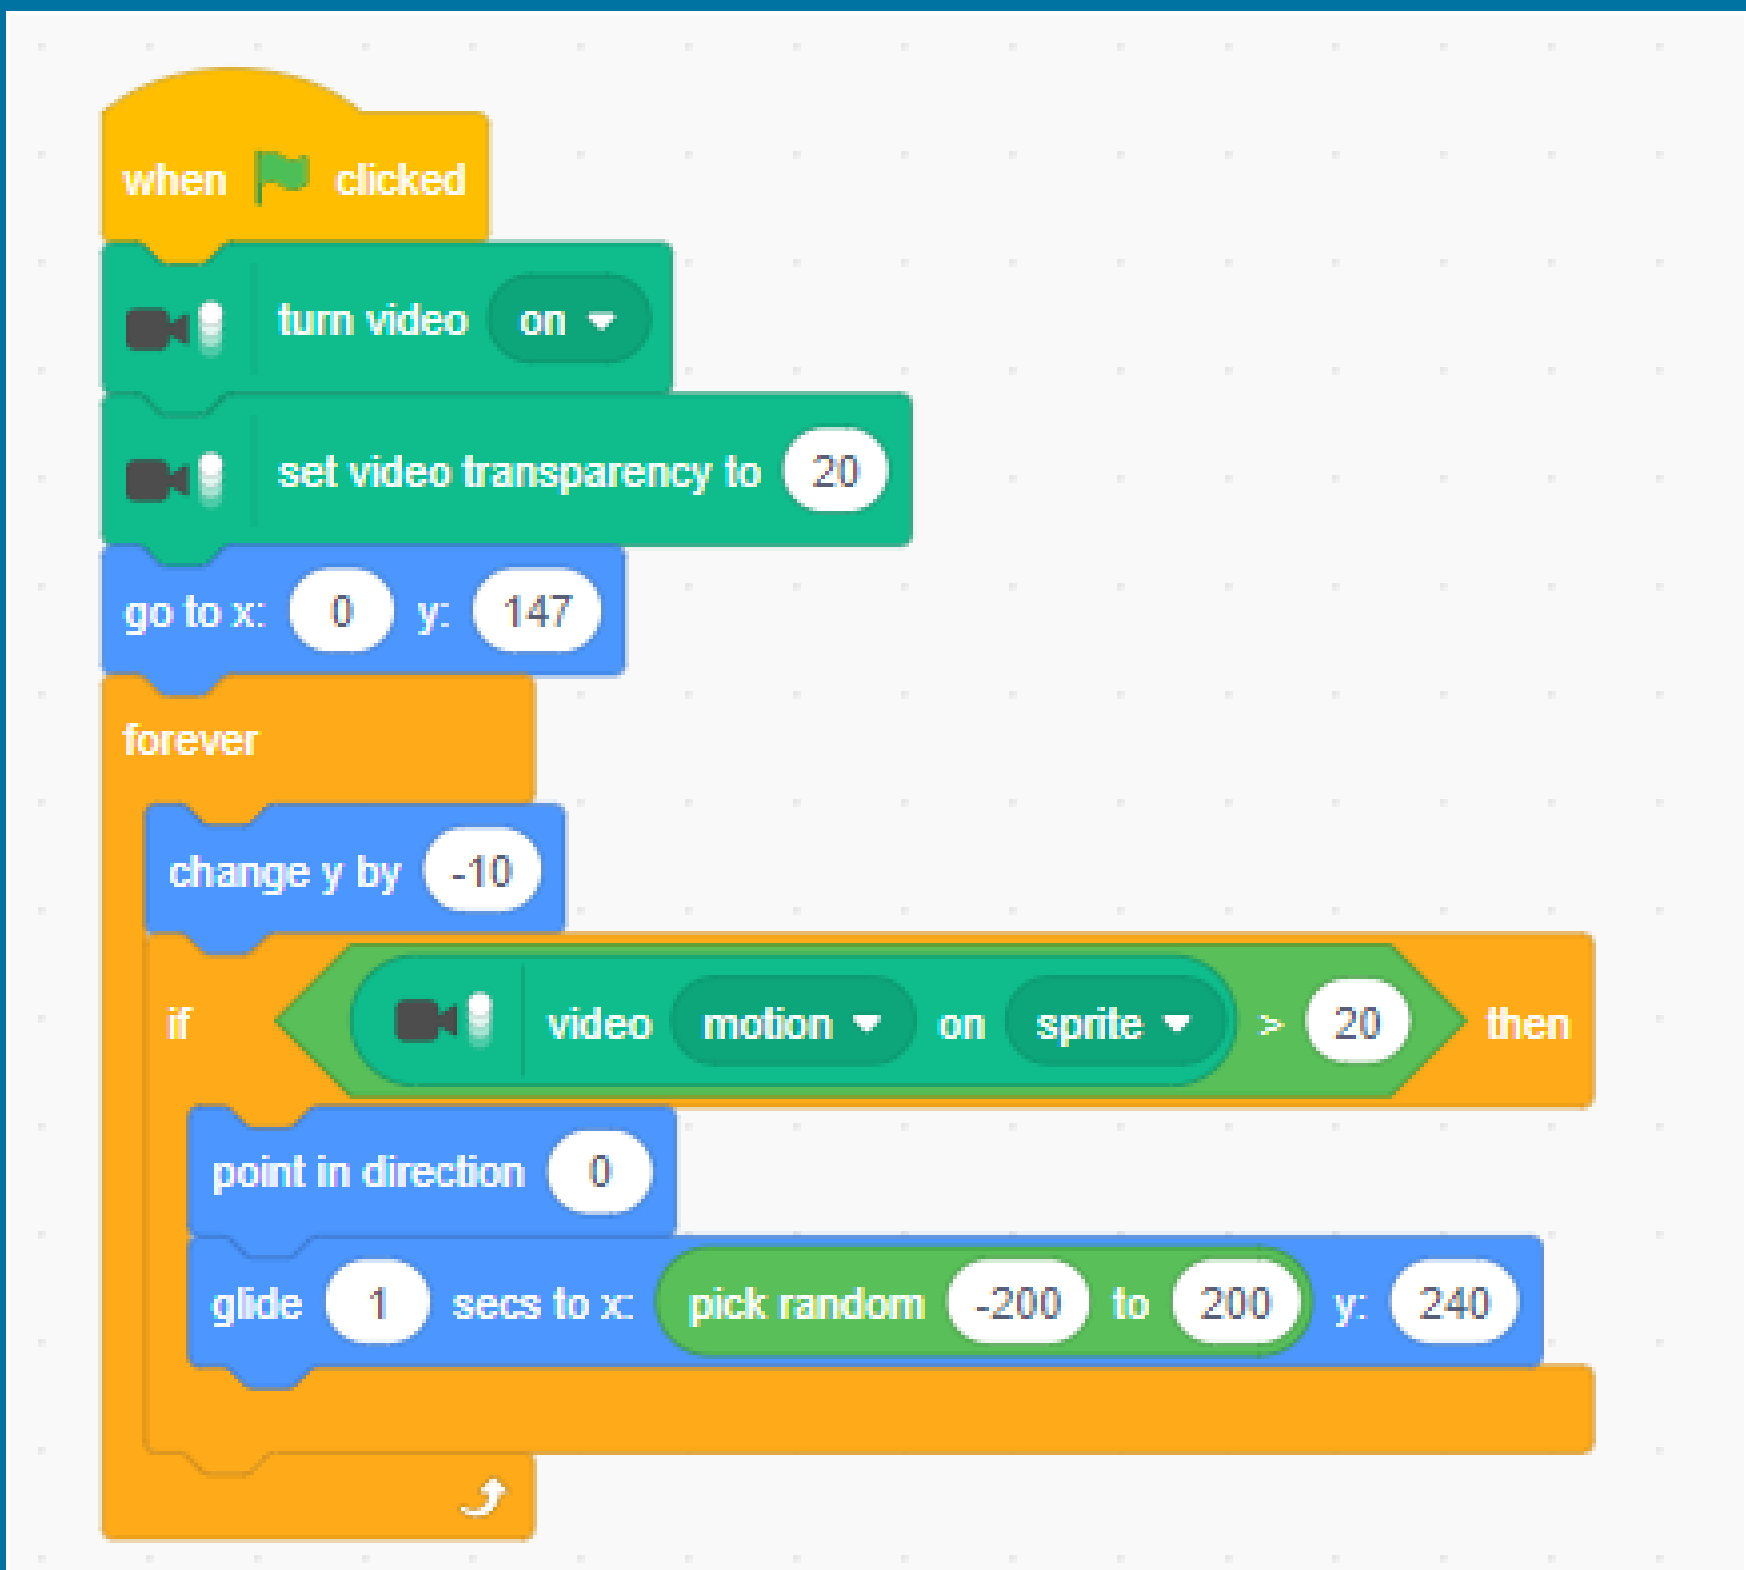 when clicked
turn video on
set video transparency to 20
go to x: 0 y: 147
forever
change y by -10
if video motion on sprite > 20 then
point in direction 0
glide 1 secs to x: pick random -200 to 200 y: 240